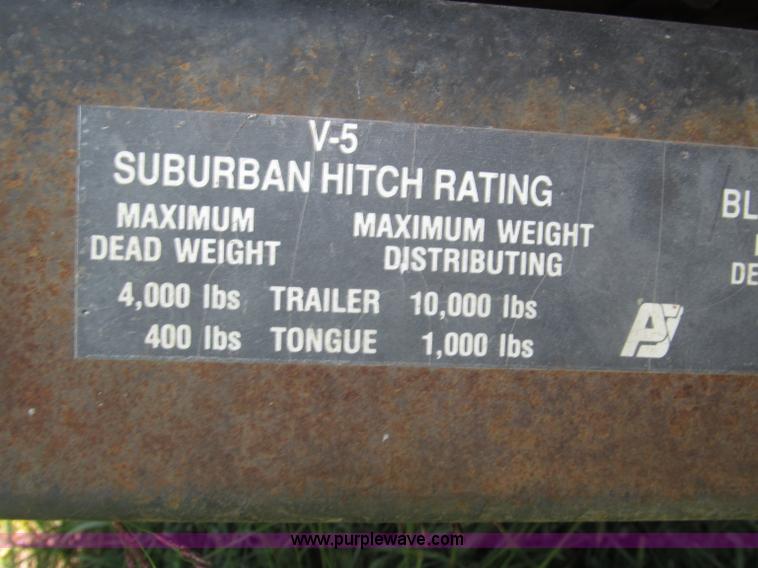 V-5
SUBURBAN HITCH RATING
MAXIMUM DEAD WEIGHT
MAXIMUM WEIGHT DISTRIBUTING
4,000 lbs TRAILER 10,000 lbs
400 lbs TONGUE 1,000 lbs
BL
DE
www.purplewave.com